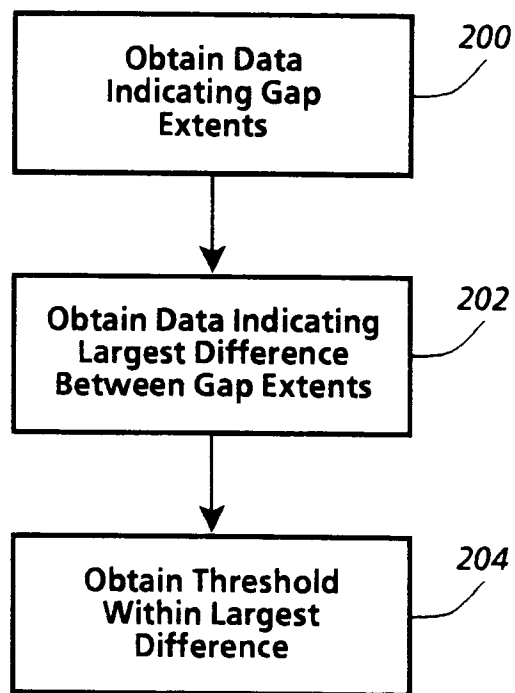 Obtain Data
Indicating Gap
Extents
200
Obtain Data Indicating
Largest Difference
Between Gap Extents
202
Obtain Threshold
Within Largest
Difference
204